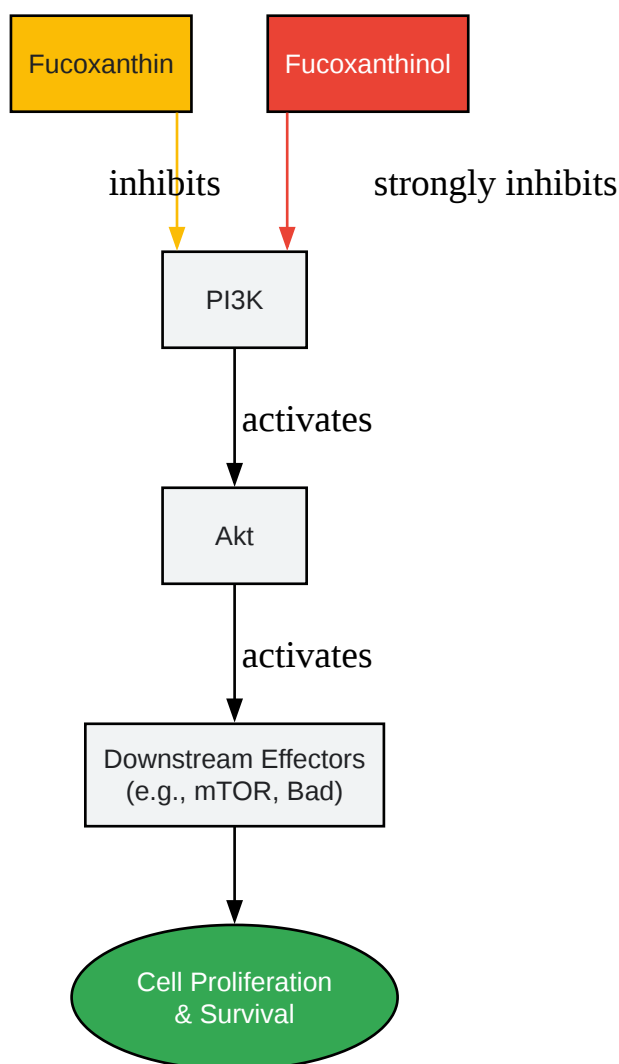 Fucoxanthin
Fucoxanthinol
inhibits
strongly inhibits
PI3K
activates
Akt
activates
Downstream Effectors
(e.g., mTOR, Bad)
Cell Proliferation
& Survival